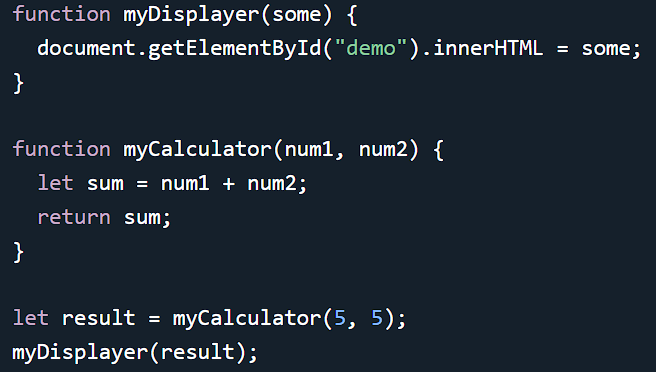 function myDisplayer(some) {
  document.getElementById("demo").innerHTML = some;
}

function myCalculator(num1, num2) {
  let sum = num1 + num2;
  return sum;
}

let result = myCalculator(5, 5);
myDisplayer(result);